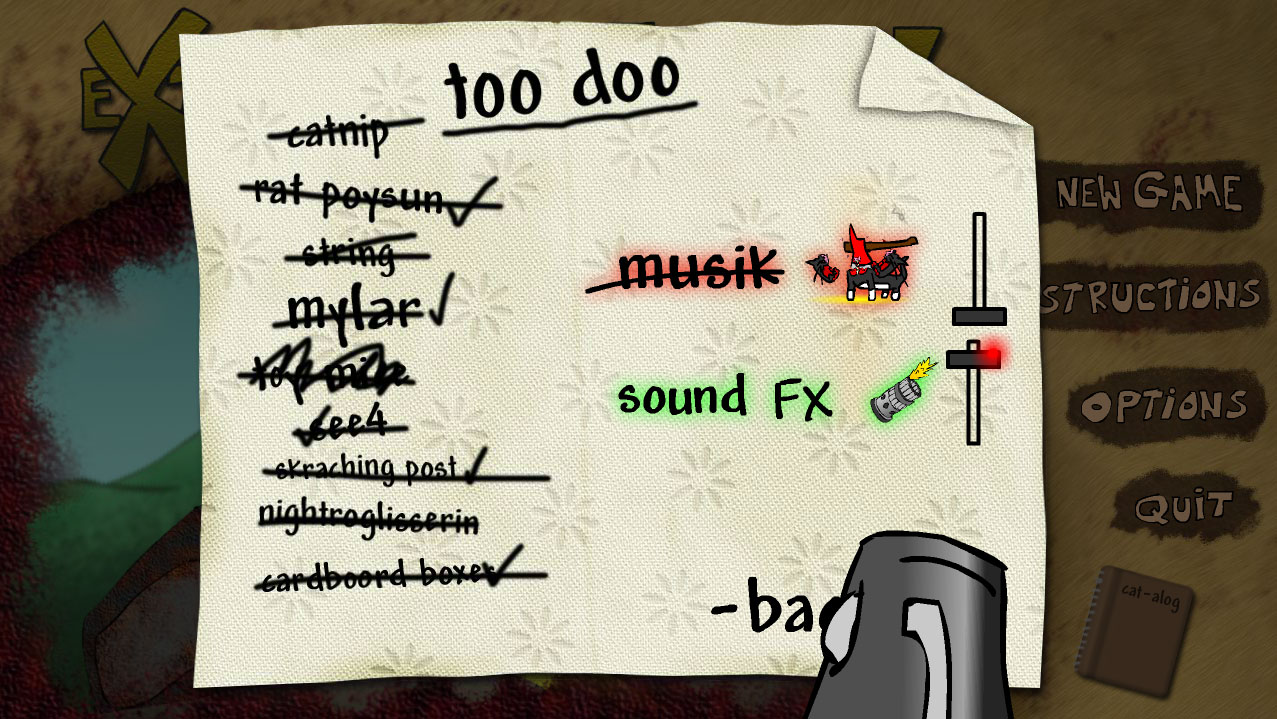 too doo
catnip
rat poysun
string
mylar
see4
skraching post
nightroglisserin
cardboord boxes
musik
sound FX
NEW GAME
STRUCTIONS
OPTIONS
QUIT
cat-alog